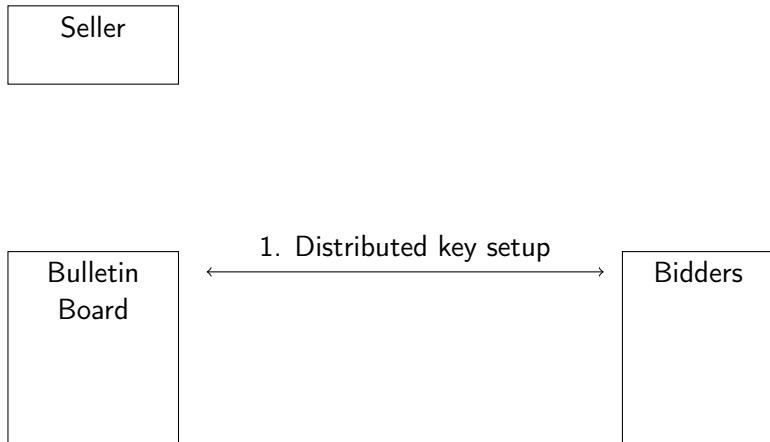 Seller
1. Distributed key setup
Bulletin
Board
Bidders